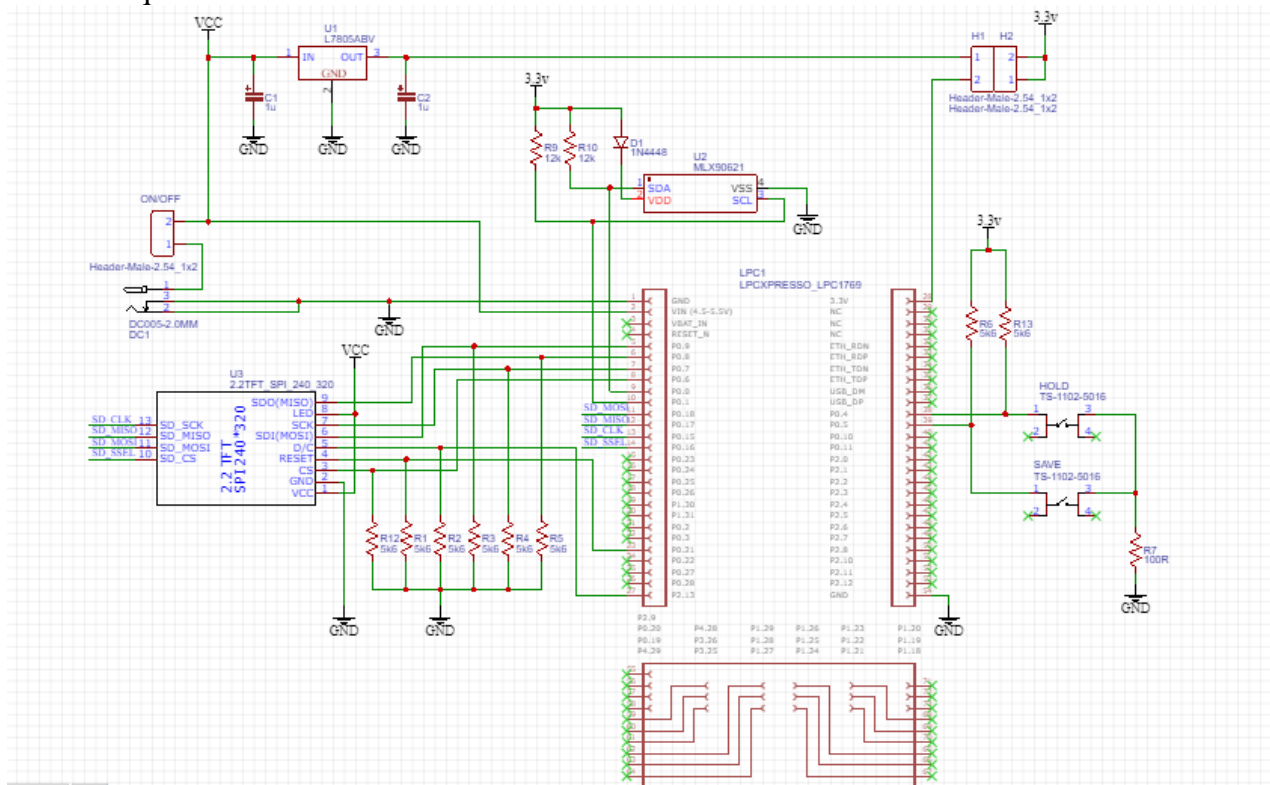 VCC
U1
L7805ABV
1 IN OUT 3
GND
2
C1
1u
C2
1u
GND
GND
GND
3.3v
H1 H2
1 2
2 1
Header-Male-2.54_1x2
Header-Male-2.54_1x2
3.3v
R9
12k
R10
12k
D1
1N4448
U2
MLX90621
1 SDA VSS 4
2 VDD SCL 3
GND
ON/OFF
2
1
Header-Male-2.54_1x2
1
3
2
DC005-2.0MM
DC1
GND
VCC
U3
2.2TFT_SPI_240_320
SD_CLK 13 SD_SCK
SD_MISO 12 SD_MISO
SD_MOSI 11 SD_MOSI
SD_SSEL 10 SD_CS
2.2 TFT
SPI 240*320
SDO(MISO) 9
LED 8
SCK 7
SDI(MOSI) 6
D/C 5
RESET 4
CS 3
GND 2
VCC 1
R12
5k6
R1
5k6
R2
5k6
R3
5k6
R4
5k6
R5
5k6
GND
GND
LPC1
LPCXPRESSO_LPC1769
GND 3.3V
VIN (4.5-5.5V) NC
VBAT_IN NC
RESET_N NC
P0.9 ETH_RDN
P0.8 ETH_RDP
P0.7 ETH_TDN
P0.6 ETH_TDP
P0.0 USB_DM
P0.1 USB_DP
SD_MOSI P0.18 P0.4
SD_MISO P0.17 P0.5
SD_CLK P0.15 P0.10
SD_SSEL P0.16 P0.11
P0.23 P2.0
P0.24 P2.1
P0.25 P2.2
P0.26 P2.3
P1.30 P2.4
P1.31 P2.5
P0.2 P2.6
P0.3 P2.7
P0.21 P2.8
P0.22 P2.10
P0.27 P2.11
P0.28 P2.12
P2.13 GND
GND
P2.9
P0.20 P4.28 P1.29 P1.26 P1.23 P1.20
P0.19 P3.26 P1.28 P1.25 P1.22 P1.19
P4.29 P3.25 P1.27 P1.24 P1.21 P1.18
3.3v
R6
5k6
R13
5k6
HOLD
TS-1102-5016
1 3
2 4
SAVE
TS-1102-5016
1 3
2 4
R7
100R
GND